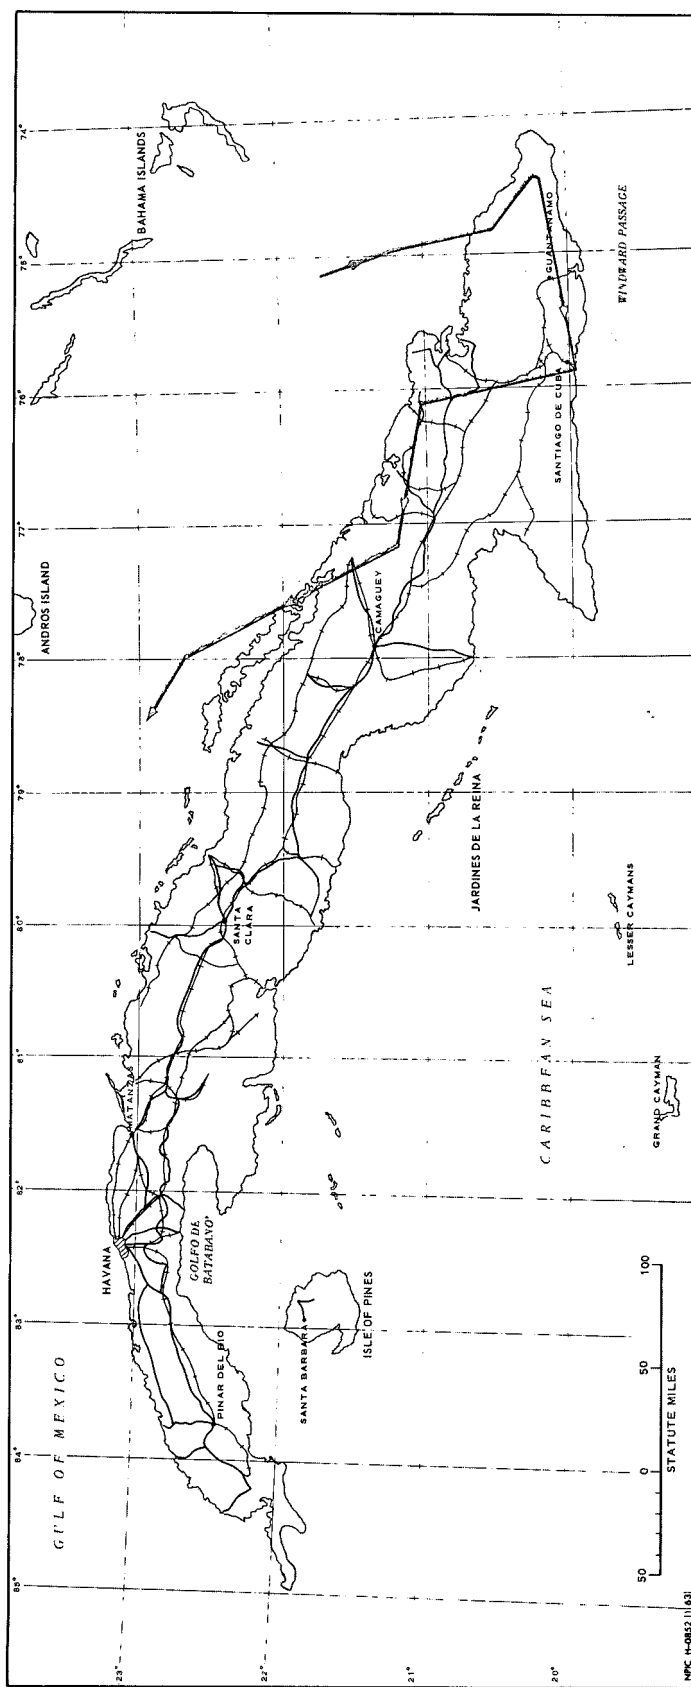 85°
84°
83°
82°
81°
80°
79°
78°
77°
76°
75°
74°
23°
22°
21°
20°
GULF OF MEXICO
HAVANA
MATANZAS
PINAR DEL RIO
GOLFO DE
BATABANO
SANTA BARBARA
ISLE OF PINES
SANTA
CLARA
CAMAGUEY
ANDROS ISLAND
BAHAMA ISLANDS
SANTIAGO DE CUBA
GUANTANAMO
WINDWARD PASSAGE
JARDINES DE LA REINA
CARIBBEAN SEA
LESSER CAYMANS
GRAND CAYMAN
50 0 50 100
STATUTE MILES
NPIC H-0852 (1/63)